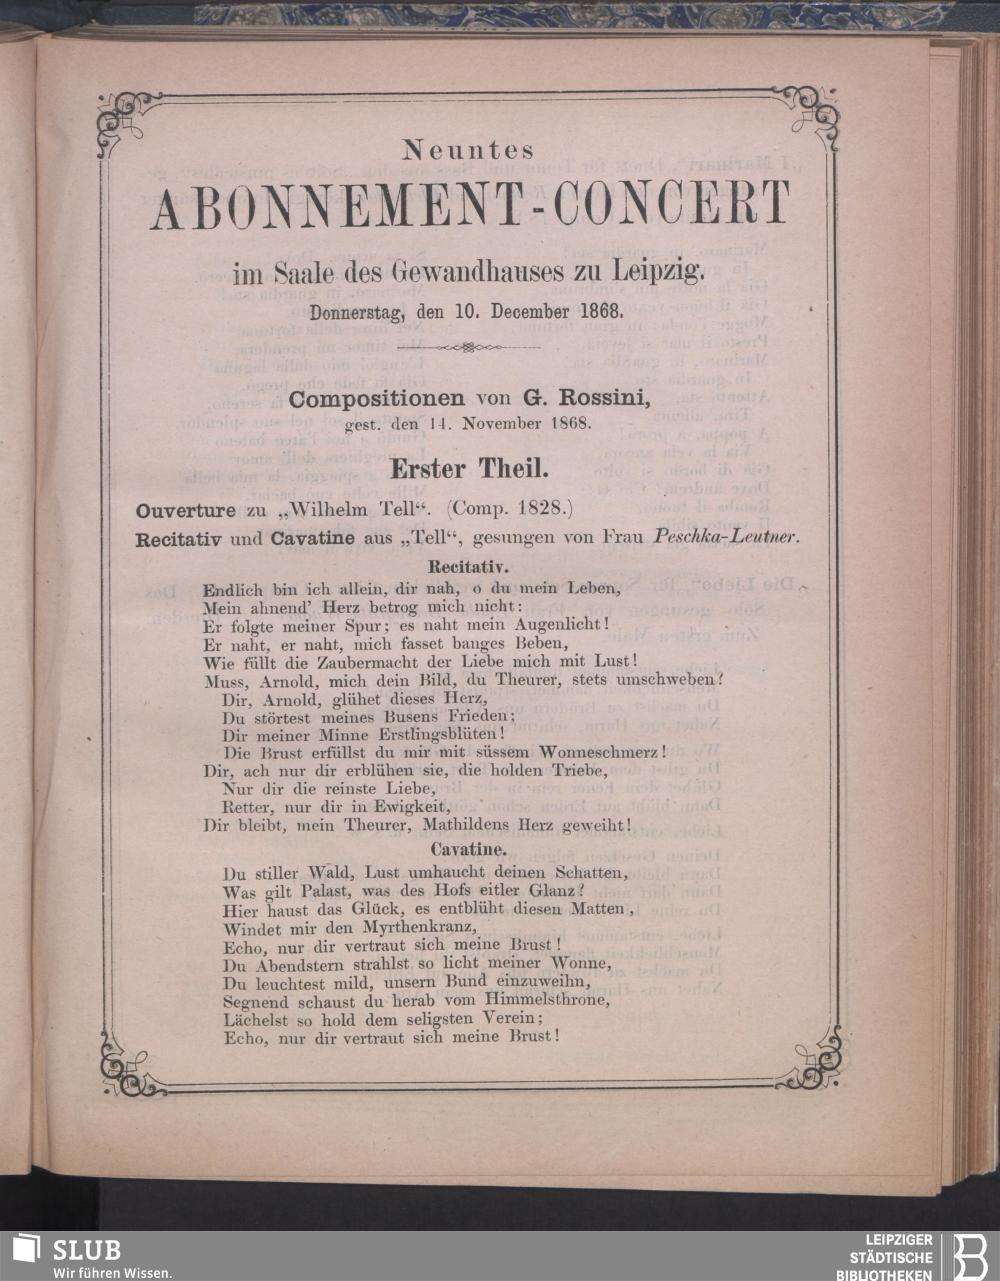 Neuntes
ABONNEMENT-CONCERT
im Saale des Gewandhauses zu Leipzig.
Donnerstag, den 10. December 1868.
Compositionen von G. Rossini,
gest. den 14. November 1868.
Erster Theil.
Ouverture zu „Wilhelm Tell“. (Comp. 1828.)
Recitativ und Cavatine aus „Tell“, gesungen von Frau Peschka-Leutner.
Recitativ.
Endlich bin ich allein, dir nah, o du mein Leben,
Mein ahnend’ Herz betrog mich nicht:
Er folgte meiner Spur; es naht mein Augenlicht!
Er naht, er naht, mich fasset banges Beben,
Wie füllt die Zaubermacht der Liebe mich mit Lust!
Muss, Arnold, mich dein Bild, du Theurer, stets umschweben?
Dir, Arnold, glühet dieses Herz,
Du störtest meines Busens Frieden;
Dir meiner Minne Erstlingsblüten!
Die Brust erfüllst du mir mit süssem Wonneschmerz!
Dir, ach nur dir erblühen sie, die holden Triebe,
Nur dir die reinste Liebe,
Retter, nur dir in Ewigkeit,
Dir bleibt, mein Theurer, Mathildens Herz geweiht!
Cavatine.
Du stiller Wald, Lust umhaucht deinen Schatten,
Was gilt Palast, was des Hofs eitler Glanz?
Hier haust das Glück, es entblüht diesen Matten,
Windet mir den Myrthenkranz,
Echo, nur dir vertraut sich meine Brust!
Du Abendstern strahlst so licht meiner Wonne,
Du leuchtest mild, unsern Bund einzuweihn,
Segnend schaust du herab vom Himmelsthrone,
Lächelst so hold dem seligsten Verein;
Echo, nur dir vertraut sich meine Brust!
SLUB
Wir führen Wissen.
LEIPZIGER
STÄDTISCHE
BIBLIOTHEKEN